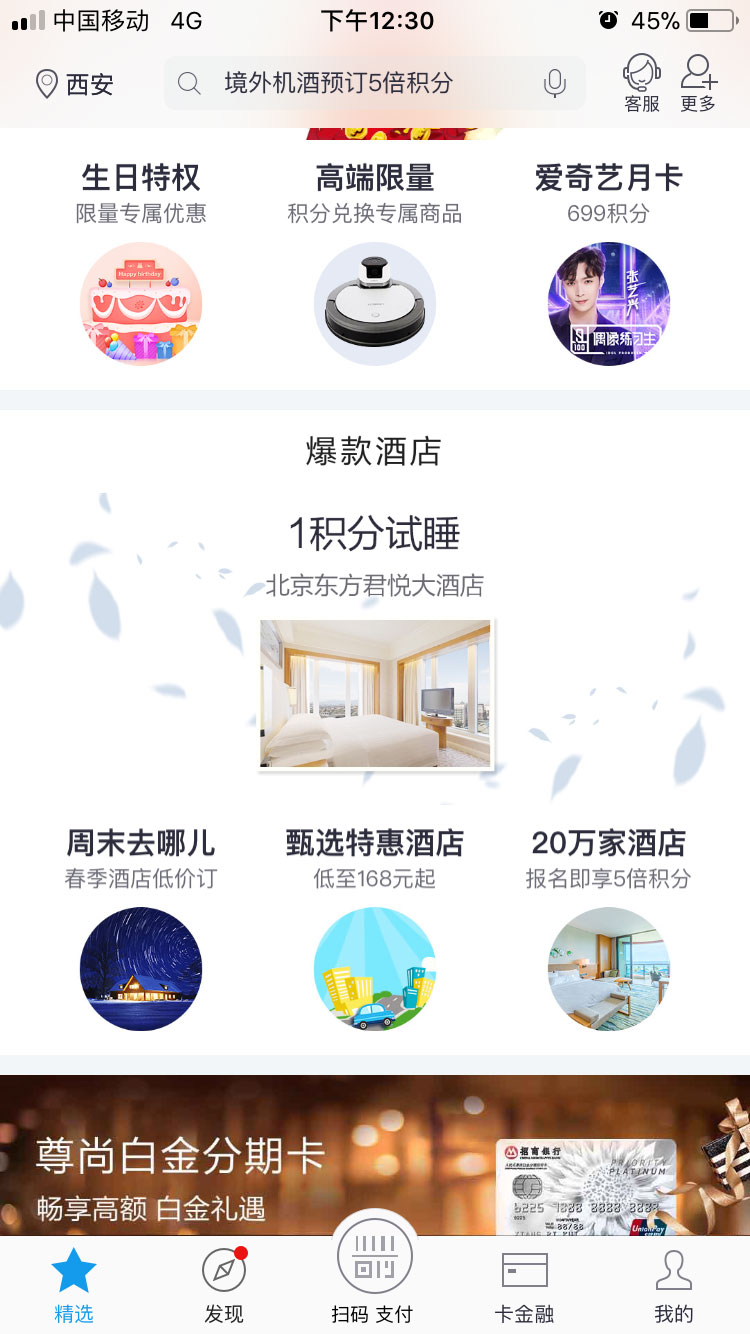 中国移动 4G 下午12:30 45%
西安 境外机酒预订5倍积分 客服 更多
生日特权 高端限量 爱奇艺月卡
限量专属优惠 积分兑换专属商品 699积分
Happy birthday
张艺兴
偶像练习生
爆款酒店
1积分试睡
北京东方君悦大酒店
周末去哪儿 甄选特惠酒店 20万家酒店
春季酒店低价订 低至168元起 报名即享5倍积分
尊尚白金分期卡
畅享高额 白金礼遇
招商银行
PRIORITY
PLATINUM
UnionPay
精选 发现 扫码 支付 卡金融 我的